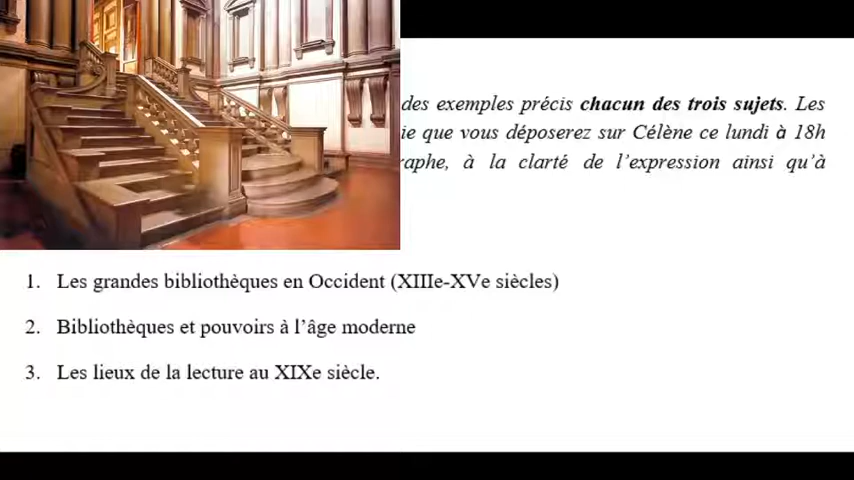 des exemples précis chacun des trois sujets. Les
que vous déposerez sur Célène ce lundi à 18h
à la clarté de l'expression ainsi qu'à
1. Les grandes bibliothèques en Occident (XIIIe-XVe siècles)
2. Bibliothèques et pouvoirs à l'âge moderne
3. Les lieux de la lecture au XIXe siècle.